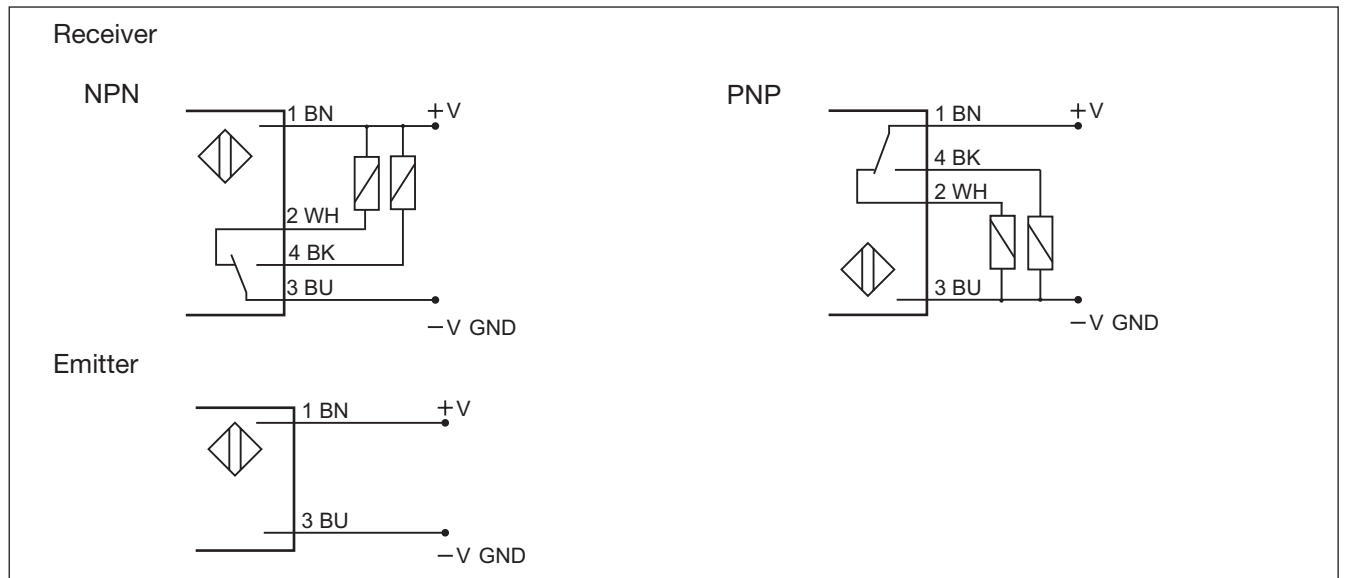 Receiver
NPN
1 BN
+V
2 WH
4 BK
3 BU
−V GND
PNP
1 BN
+V
4 BK
2 WH
3 BU
−V GND
Emitter
1 BN
+V
3 BU
−V GND